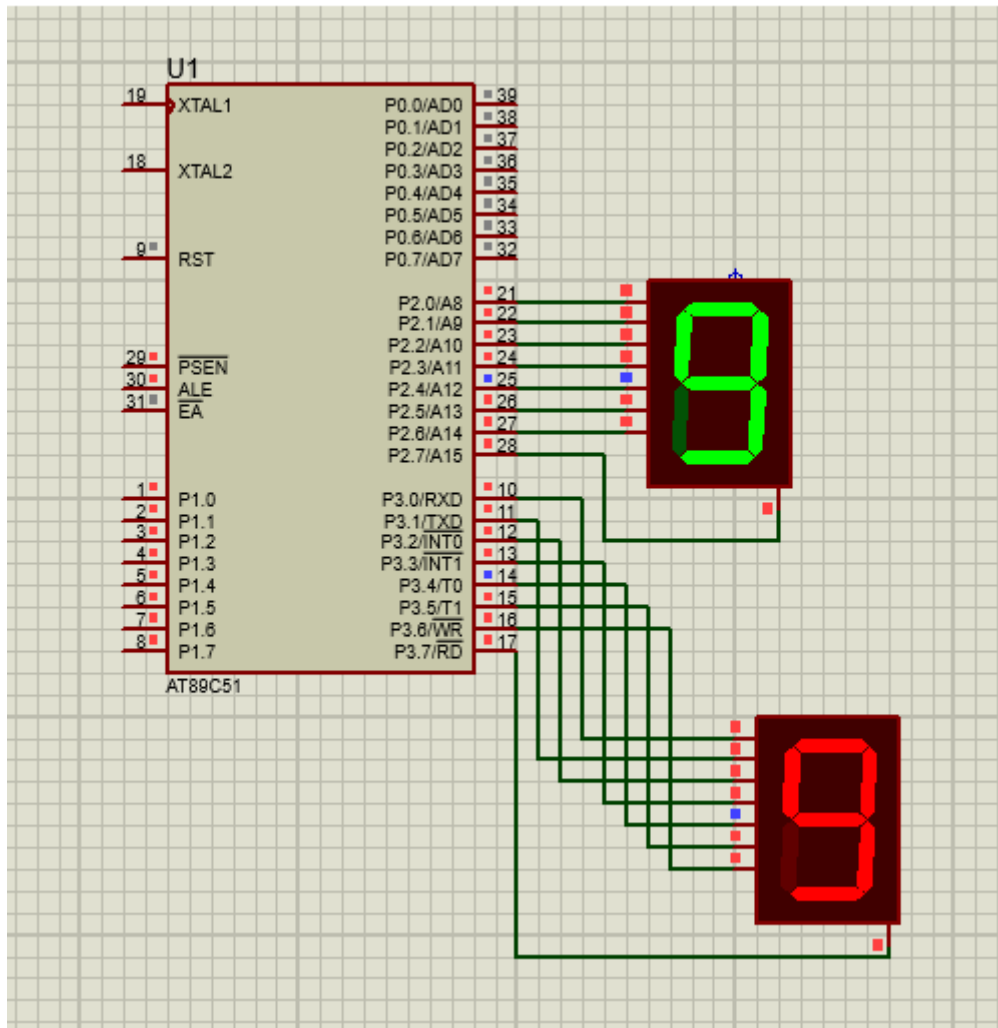 U1
19 XTAL1 P0.0/AD0 39
P0.1/AD1 38
P0.2/AD2 37
18 XTAL2 P0.3/AD3 36
P0.4/AD4 35
P0.5/AD5 34
P0.6/AD6 33
9 RST P0.7/AD7 32
P2.0/A8 21
P2.1/A9 22
P2.2/A10 23
29 PSEN P2.3/A11 24
30 ALE P2.4/A12 25
31 EA P2.5/A13 26
P2.6/A14 27
P2.7/A15 28
1 P1.0 P3.0/RXD 10
2 P1.1 P3.1/TXD 11
3 P1.2 P3.2/INT0 12
4 P1.3 P3.3/INT1 13
5 P1.4 P3.4/T0 14
6 P1.5 P3.5/T1 15
7 P1.6 P3.6/WR 16
8 P1.7 P3.7/RD 17
AT89C51
9
9